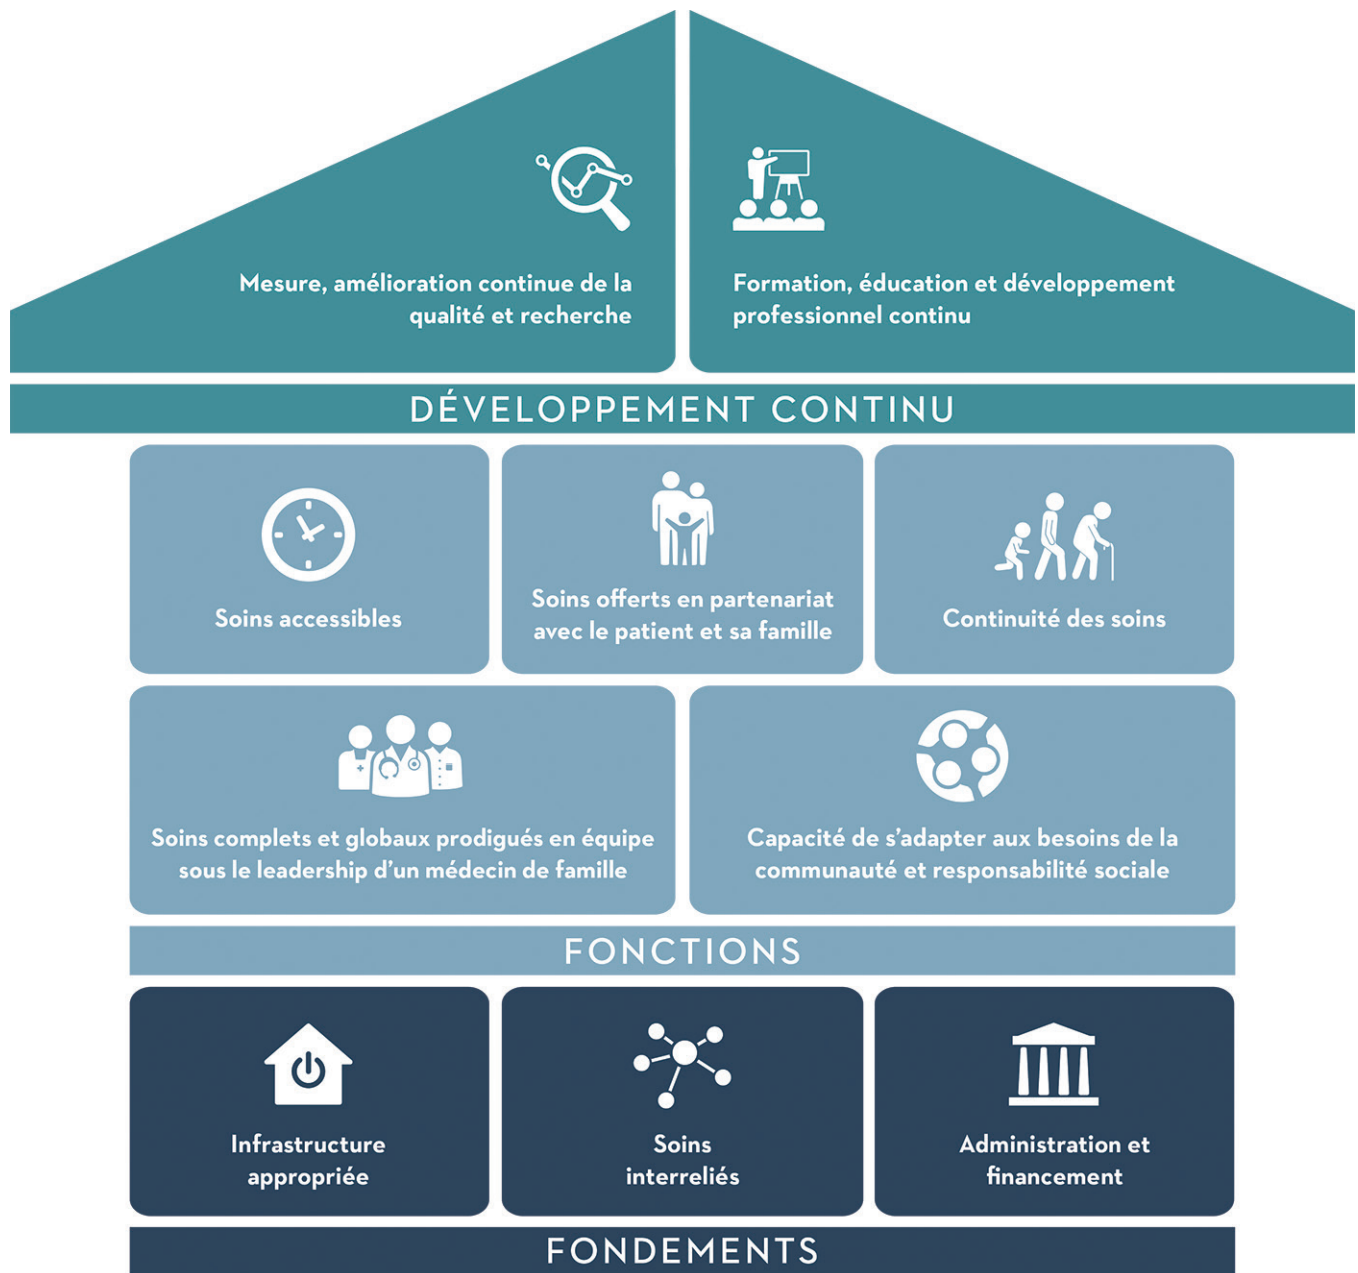 Mesure, amélioration continue de la
qualité et recherche
Formation, éducation et développement
professionnel continu
DÉVELOPPEMENT CONTINU
Soins accessibles
Soins offerts en partenariat
avec le patient et sa famille
Continuité des soins
Soins complets et globaux prodigués en équipe
sous le leadership d’un médecin de famille
Capacité de s’adapter aux besoins de la
communauté et responsabilité sociale
FONCTIONS
Infrastructure
appropriée
Soins
interreliés
Administration et
financement
FONDEMENTS